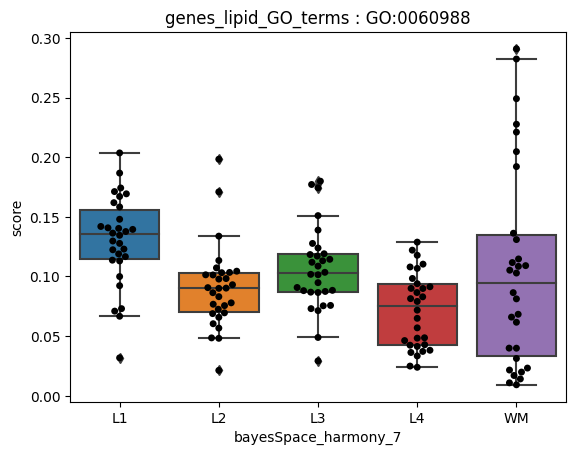 genes_lipid_GO_terms : GO:0060988
score
0.30
0.25
0.20
0.15
0.10
0.05
0.00
L1 L2 L3 L4 WM
bayesSpace_harmony_7